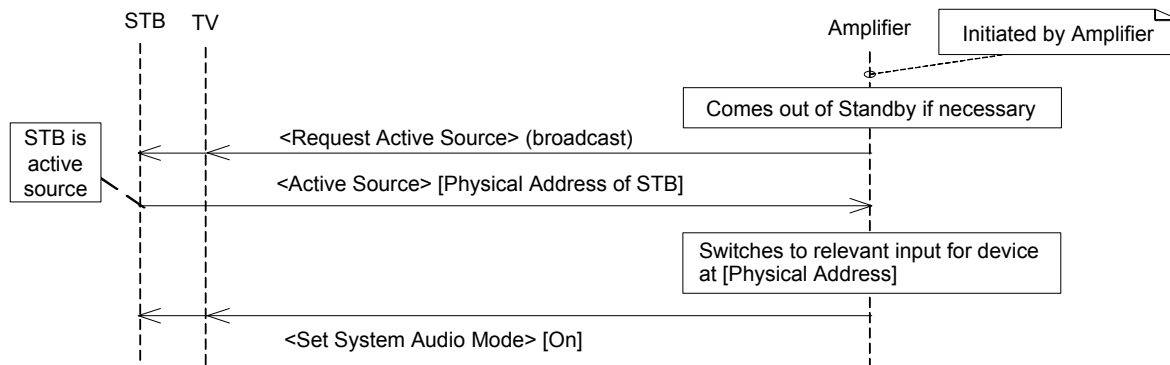 STB TV
Amplifier
Initiated by Amplifier
Comes out of Standby if necessary
<Request Active Source> (broadcast)
STB is
active
source
<Active Source> [Physical Address of STB]
Switches to relevant input for device
at [Physical Address]
<Set System Audio Mode> [On]